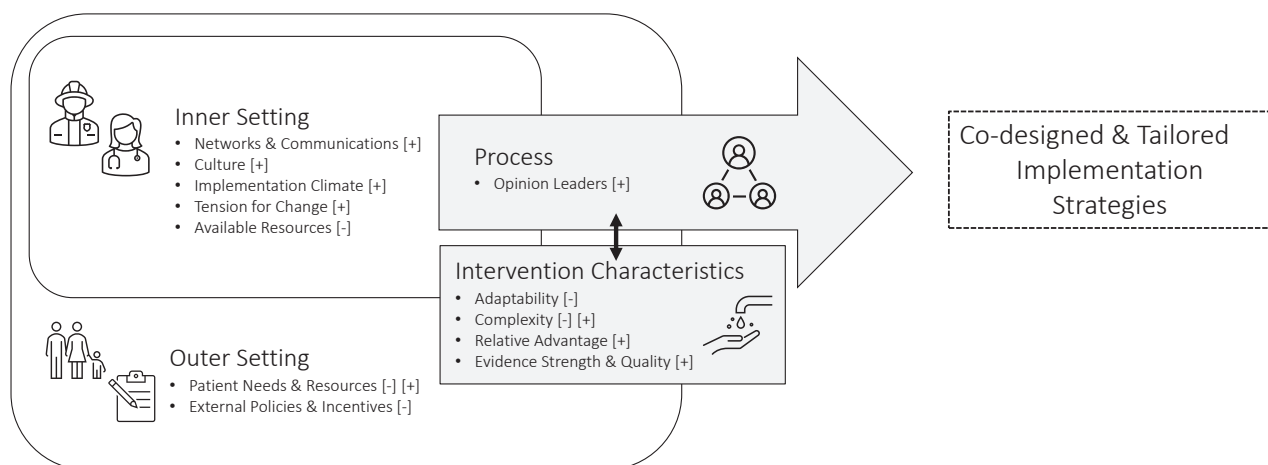 Inner Setting
• Networks & Communications [+]
• Culture [+]
• Implementation Climate [+]
• Tension for Change [+]
• Available Resources [-]
Process
• Opinion Leaders [+]
Co-designed & Tailored
Implementation
Strategies
Intervention Characteristics
• Adaptability [-]
• Complexity [-] [+]
• Relative Advantage [+]
• Evidence Strength & Quality [+]
Outer Setting
• Patient Needs & Resources [-] [+]
• External Policies & Incentives [-]